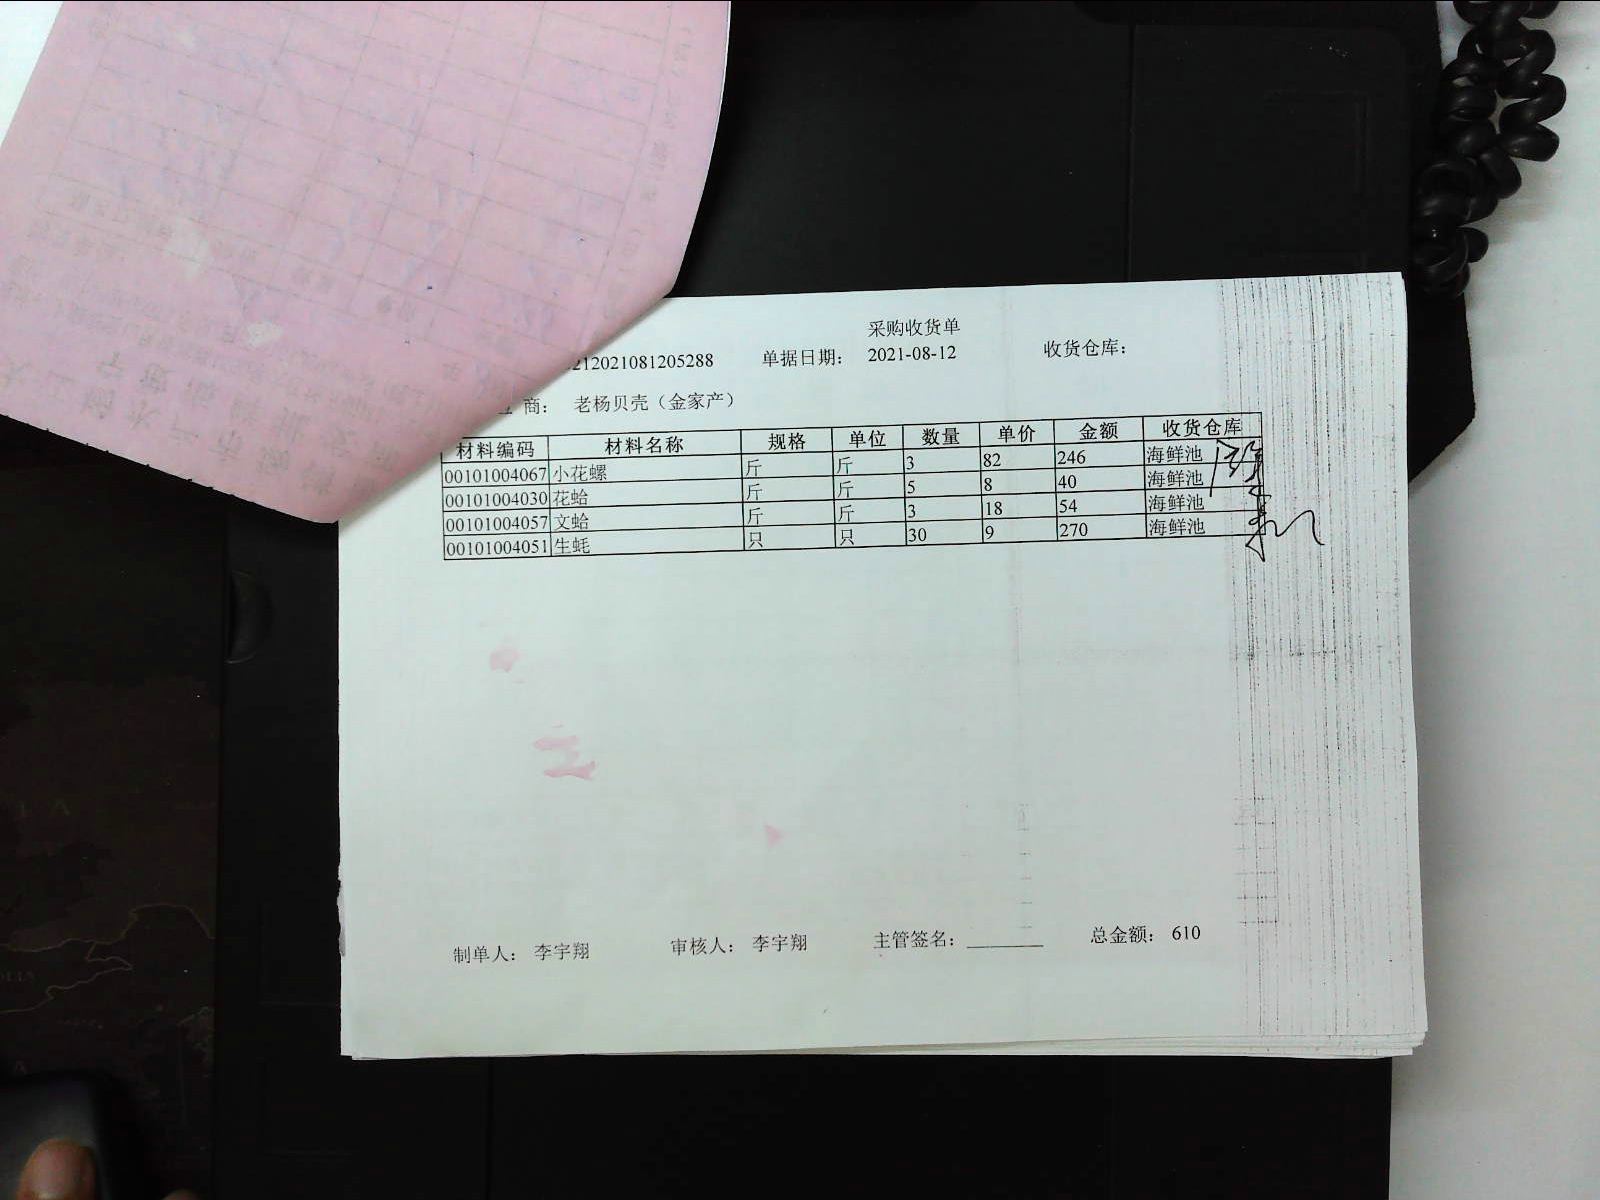 采购收货单
212021081205288 单据日期： 2021-08-12 收货仓库：
商： 老杨贝壳（金家产）
材料编码 材料名称 规格 单位 数量 单价 金额 收货仓库
00101004067 小花螺 斤 斤 3 82 246 海鲜池
00101004030 花蛤 斤 斤 5 8 40 海鲜池
00101004057 文蛤 斤 斤 3 18 54 海鲜池
00101004051 生蚝 只 只 30 9 270 海鲜池
制单人： 李宇翔 审核人： 李宇翔 主管签名： 总金额： 610